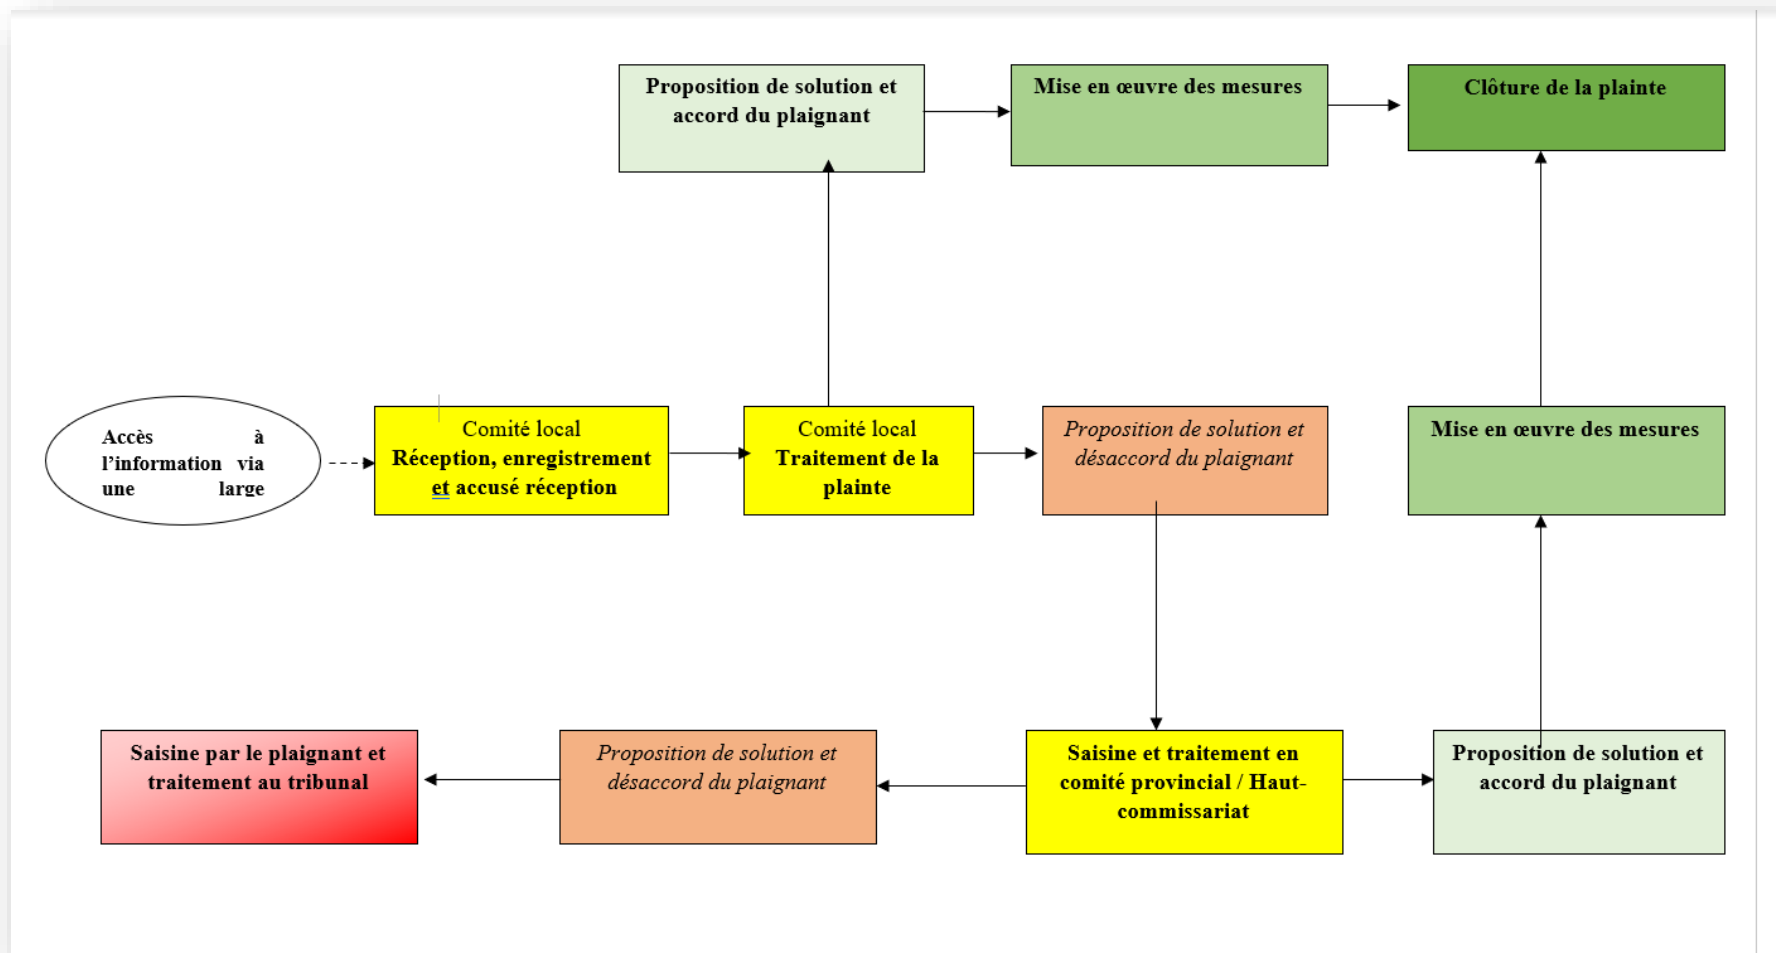 Proposition de solution et
accord du plaignant
Mise en œuvre des mesures
Clôture de la plainte
Accès à
l’information via
une large
Comité local
Réception, enregistrement
et accusé réception
Comité local
Traitement de la
plainte
Proposition de solution et
désaccord du plaignant
Mise en œuvre des mesures
Saisine par le plaignant et
traitement au tribunal
Proposition de solution et
désaccord du plaignant
Saisine et traitement en
comité provincial / Haut-
commissariat
Proposition de solution et
accord du plaignant